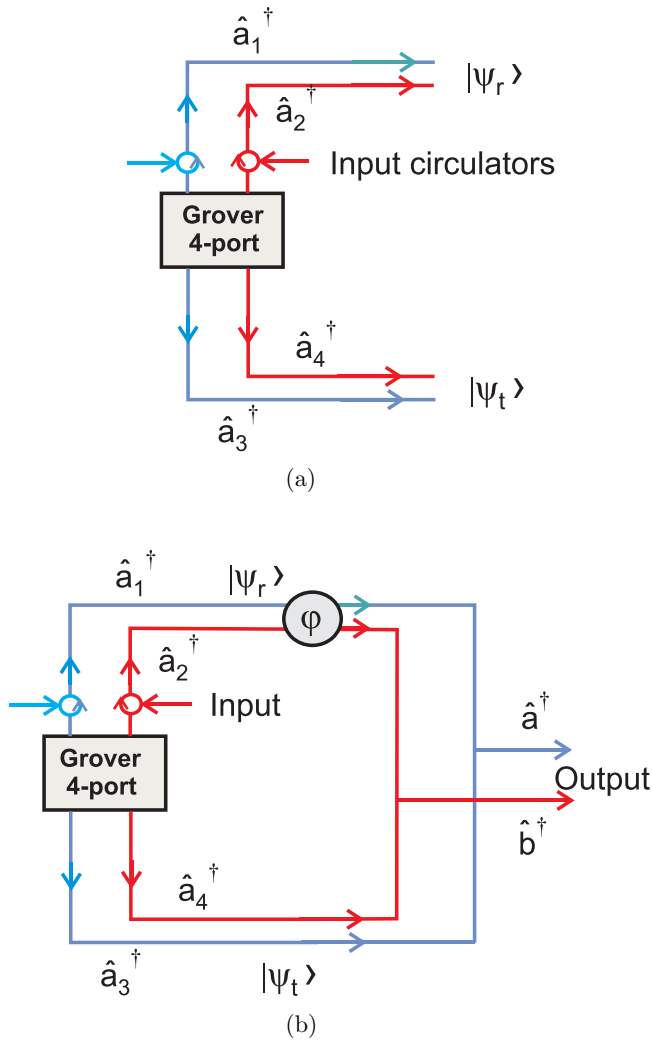 â₁†
|ψr⟩
â₂†
Input circulators
Grover
4-port
â₄†
|ψt⟩
â₃†
(a)
â₁†
|ψr⟩
φ
â₂†
Input
â†
Grover
4-port
Output
b̂†
â₄†
â₃†
|ψt⟩
(b)